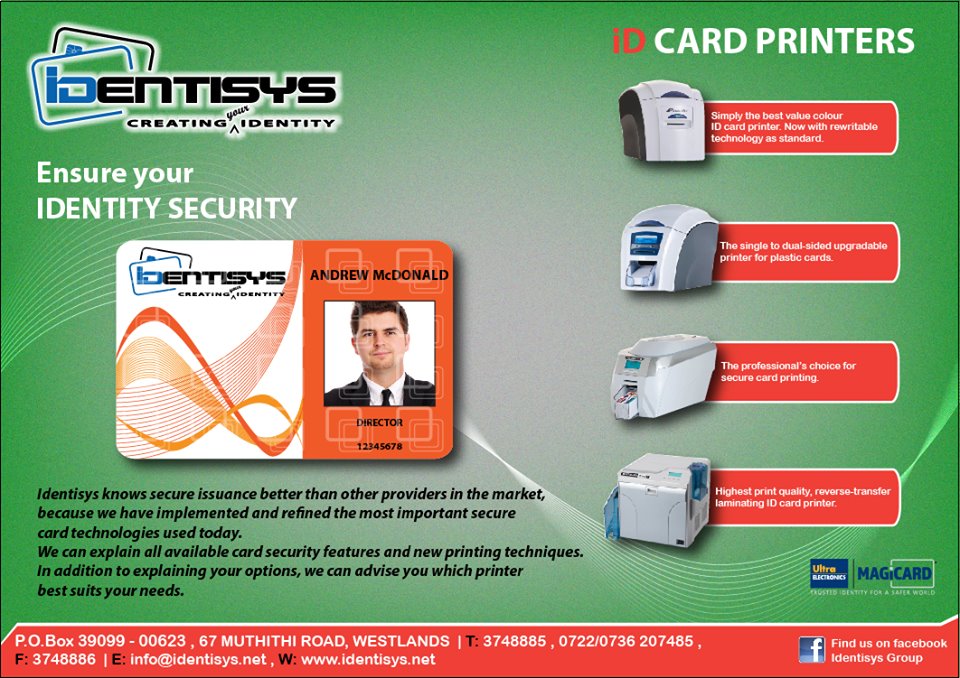 iDENTISYS
CREATING your IDENTITY
iD CARD PRINTERS
Ensure your
IDENTITY SECURITY
iDENTISYS
CREATING your IDENTITY
ANDREW McDONALD
DIRECTOR
12345678
Simply the best value colour
ID card printer. Now with rewritable
technology as standard.
The single to dual-sided upgradable
printer for plastic cards.
The professional's choice for
secure card printing.
Highest print quality, reverse-transfer
laminating ID card printer.
Identisys knows secure issuance better than other providers in the market,
because we have implemented and refined the most important secure
card technologies used today.
We can explain all available card security features and new printing techniques.
In addition to explaining your options, we can advise you which printer
best suits your needs.
Ultra
ELECTRONICS
MAGiCARD
TRUSTED IDENTITY FOR A SAFER WORLD
P.O.Box 39099 - 00623 , 67 MUTHITHI ROAD, WESTLANDS | T: 3748885 , 0722/0736 207485 ,
F: 3748886 | E: info@identisys.net , W: www.identisys.net
f
Find us on facebook
Identisys Group